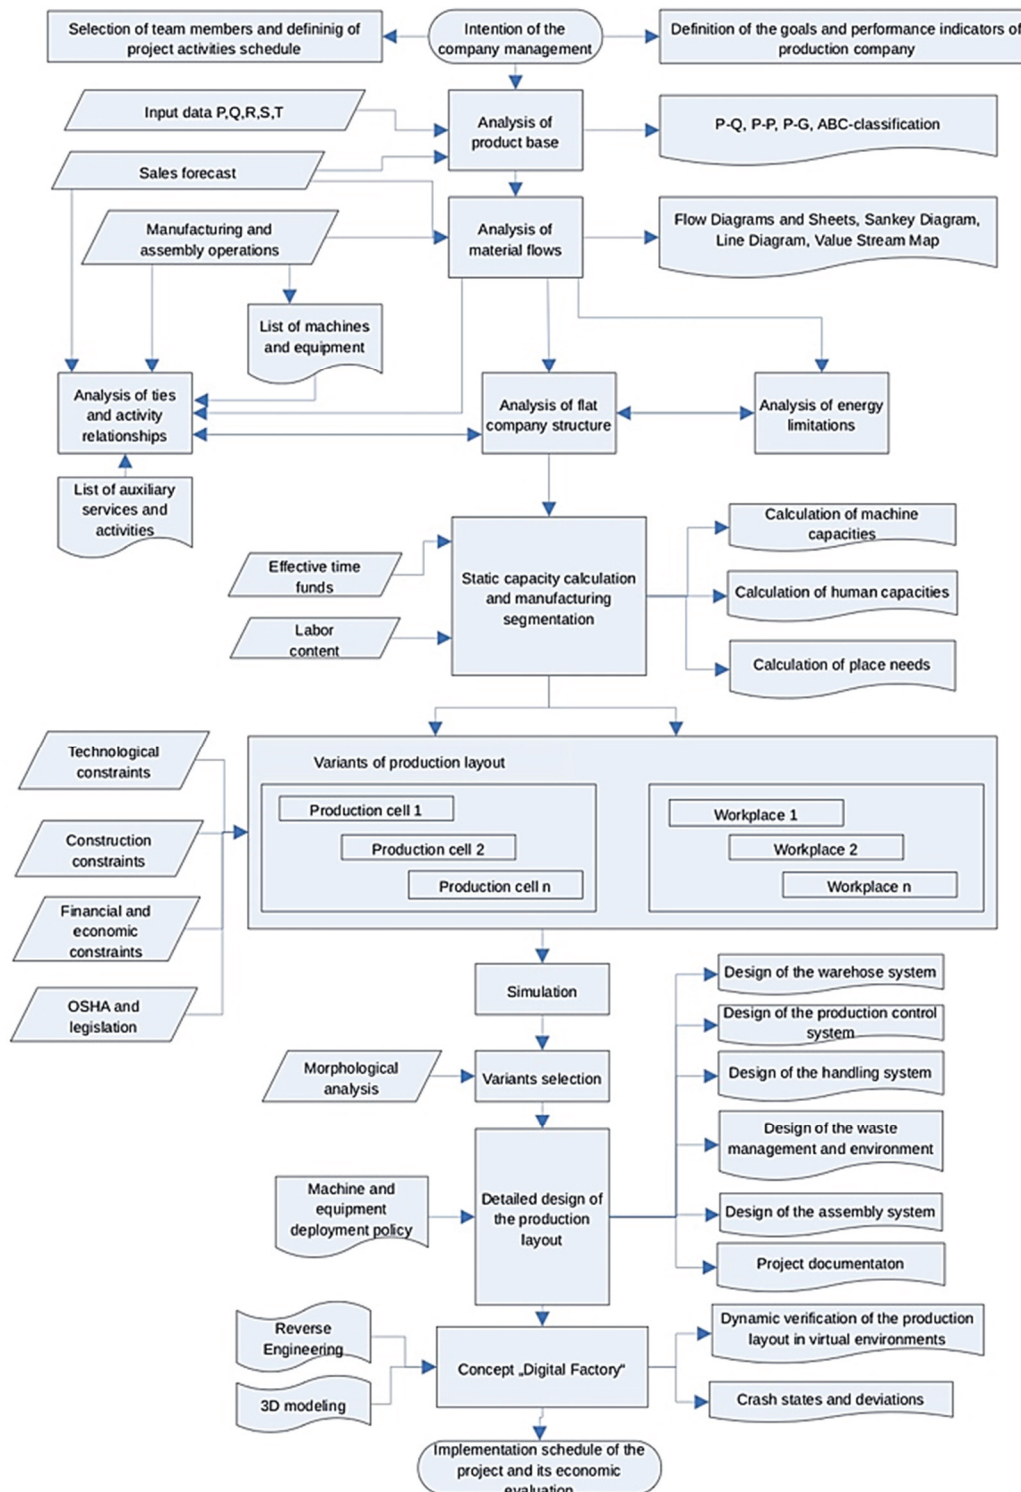 Selection of team members and definining of
project activities schedule
Intention of the
company management
Definition of the goals and performance indicators of
production company
Input data P,Q,R,S,T
Analysis of
product base
P-Q, P-P, P-G, ABC-classification
Sales forecast
Manufacturing and
assembly operations
Analysis of
material flows
Flow Diagrams and Sheets, Sankey Diagram,
Line Diagram, Value Stream Map
List of machines
and equipment
Analysis of ties
and activity
relationships
Analysis of flat
company structure
Analysis of energy
limitations
List of auxiliary
services and
activities
Effective time
funds
Labor
content
Static capacity calculation
and manufacturing
segmentation
Calculation of machine
capacities
Calculation of human capacities
Calculation of place needs
Technological
constraints
Construction
constraints
Financial and
economic
constraints
OSHA and
legislation
Variants of production layout
Production cell 1
Production cell 2
Production cell n
Workplace 1
Workplace 2
Workplace n
Simulation
Morphological
analysis
Variants selection
Machine and
equipment
deployment policy
Detailed design of
the production
layout
Design of the warehose system
Design of the production control
system
Design of the handling system
Design of the waste
management and environment
Design of the assembly system
Project documentaton
Reverse
Engineering
3D modeling
Concept „Digital Factory“
Dynamic verification of the production
layout in virtual environments
Crash states and deviations
Implementation schedule of the
project and its economic
evaluation